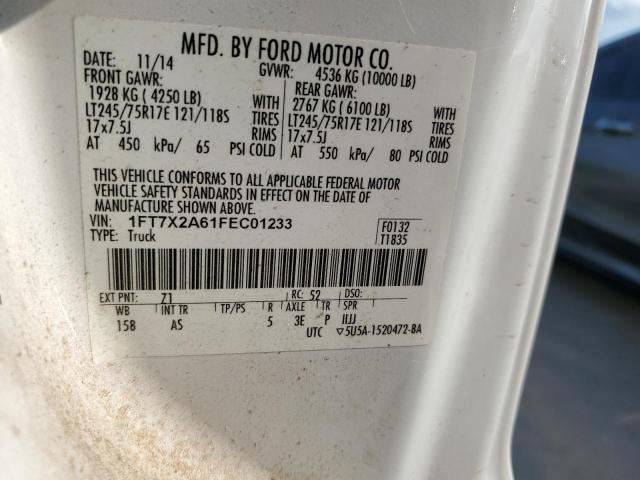 MFD. BY FORD MOTOR CO.
DATE: 11/14 GVWR: 4536 KG (10000 LB)
FRONT GAWR: REAR GAWR:
1928 KG ( 4250 LB) WITH 2767 KG ( 6100 LB) WITH
LT245/75R17E 121/118S TIRES LT245/75R17E 121/118S TIRES
17x7.5J RIMS 17x7.5J RIMS
AT 450 kPa/ 65 PSI COLD AT 550 kPa/ 80 PSI COLD
THIS VEHICLE CONFORMS TO ALL APPLICABLE FEDERAL MOTOR
VEHICLE SAFETY STANDARDS IN EFFECT ON THE DATE OF
MANUFACTURE SHOWN ABOVE.
VIN: 1FT7X2A61FEC01233 F0132
TYPE: Truck T1835
EXT PNT: Z1 RC: 52 DSO:
WB INT TR TP/PS R AXLE TR SPR
158 AS 5 3E P IIJJ
UTC ▽5U5A-1520472-BA